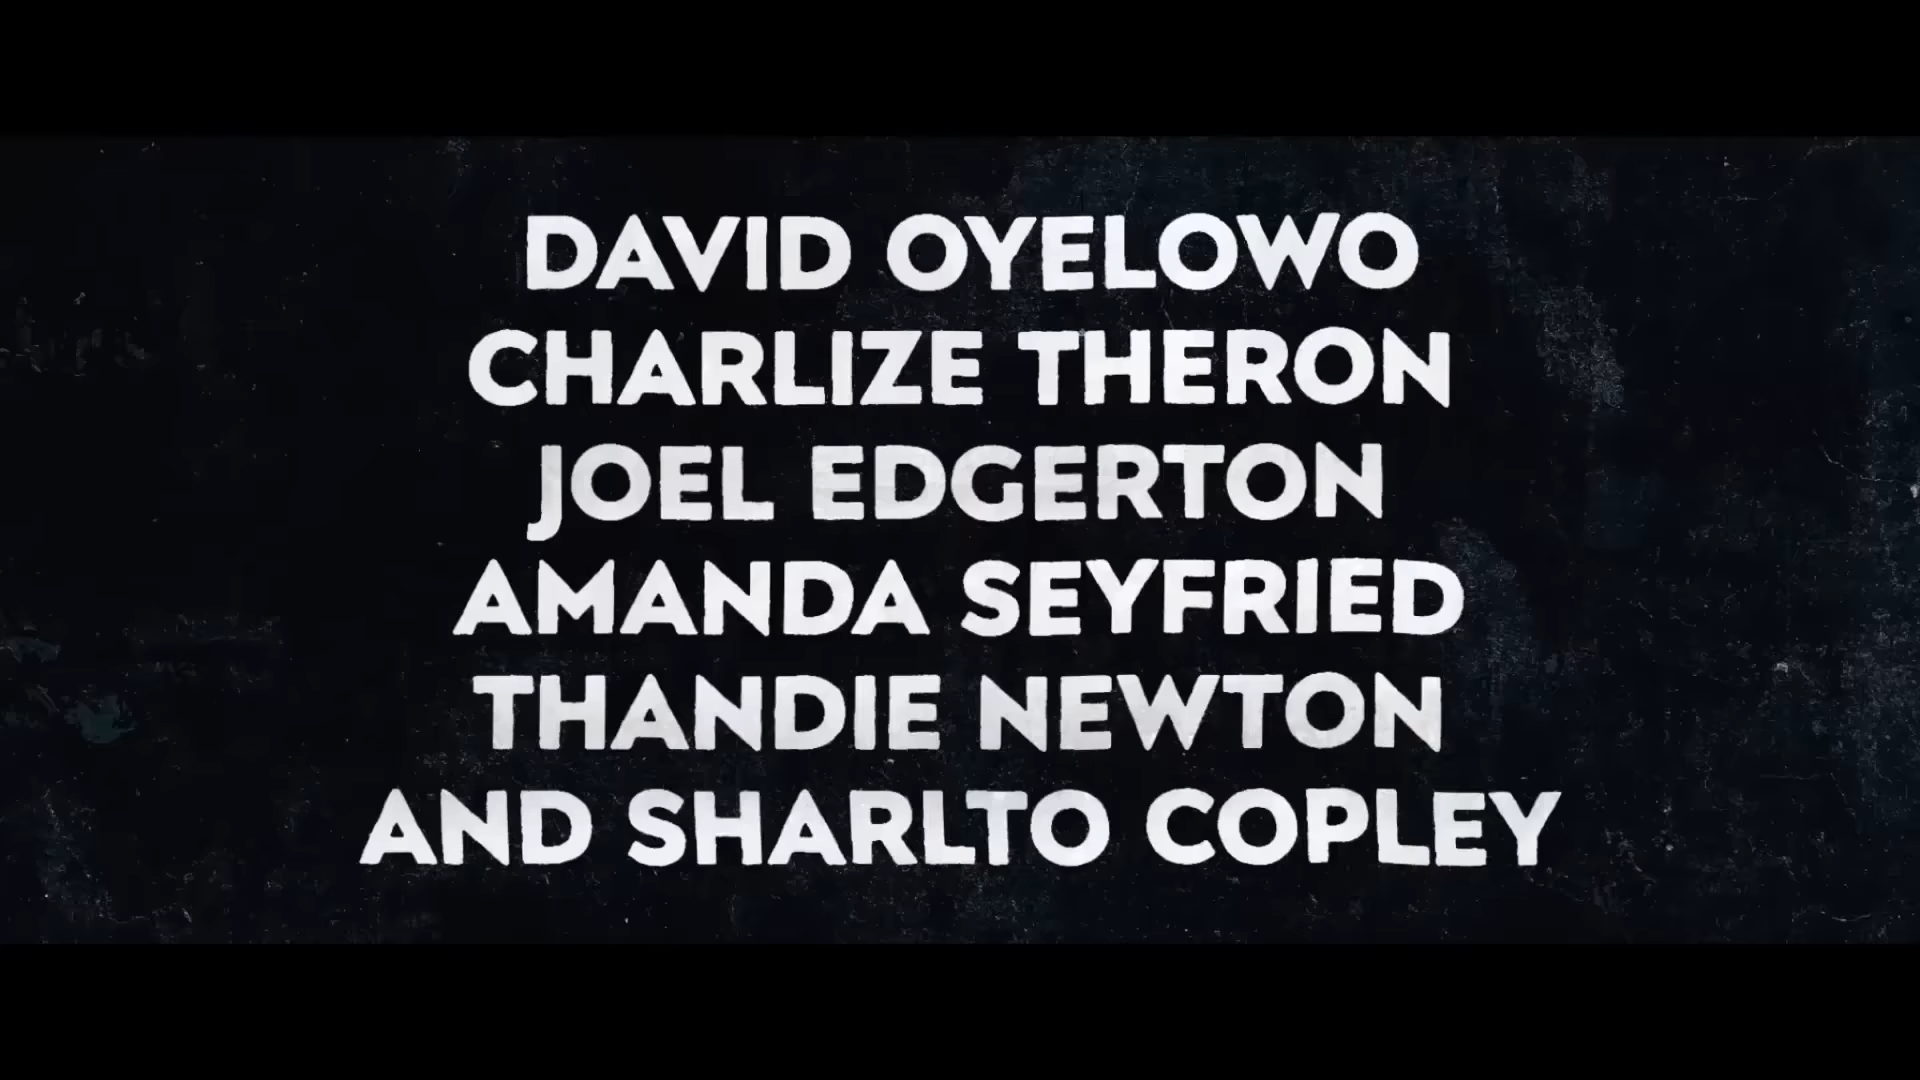 DAVID OYELOWO
CHARLIZE THERON
JOEL EDGERTON
AMANDA SEYFRIED
THANDIE NEWTON
AND SHARLTO COPLEY